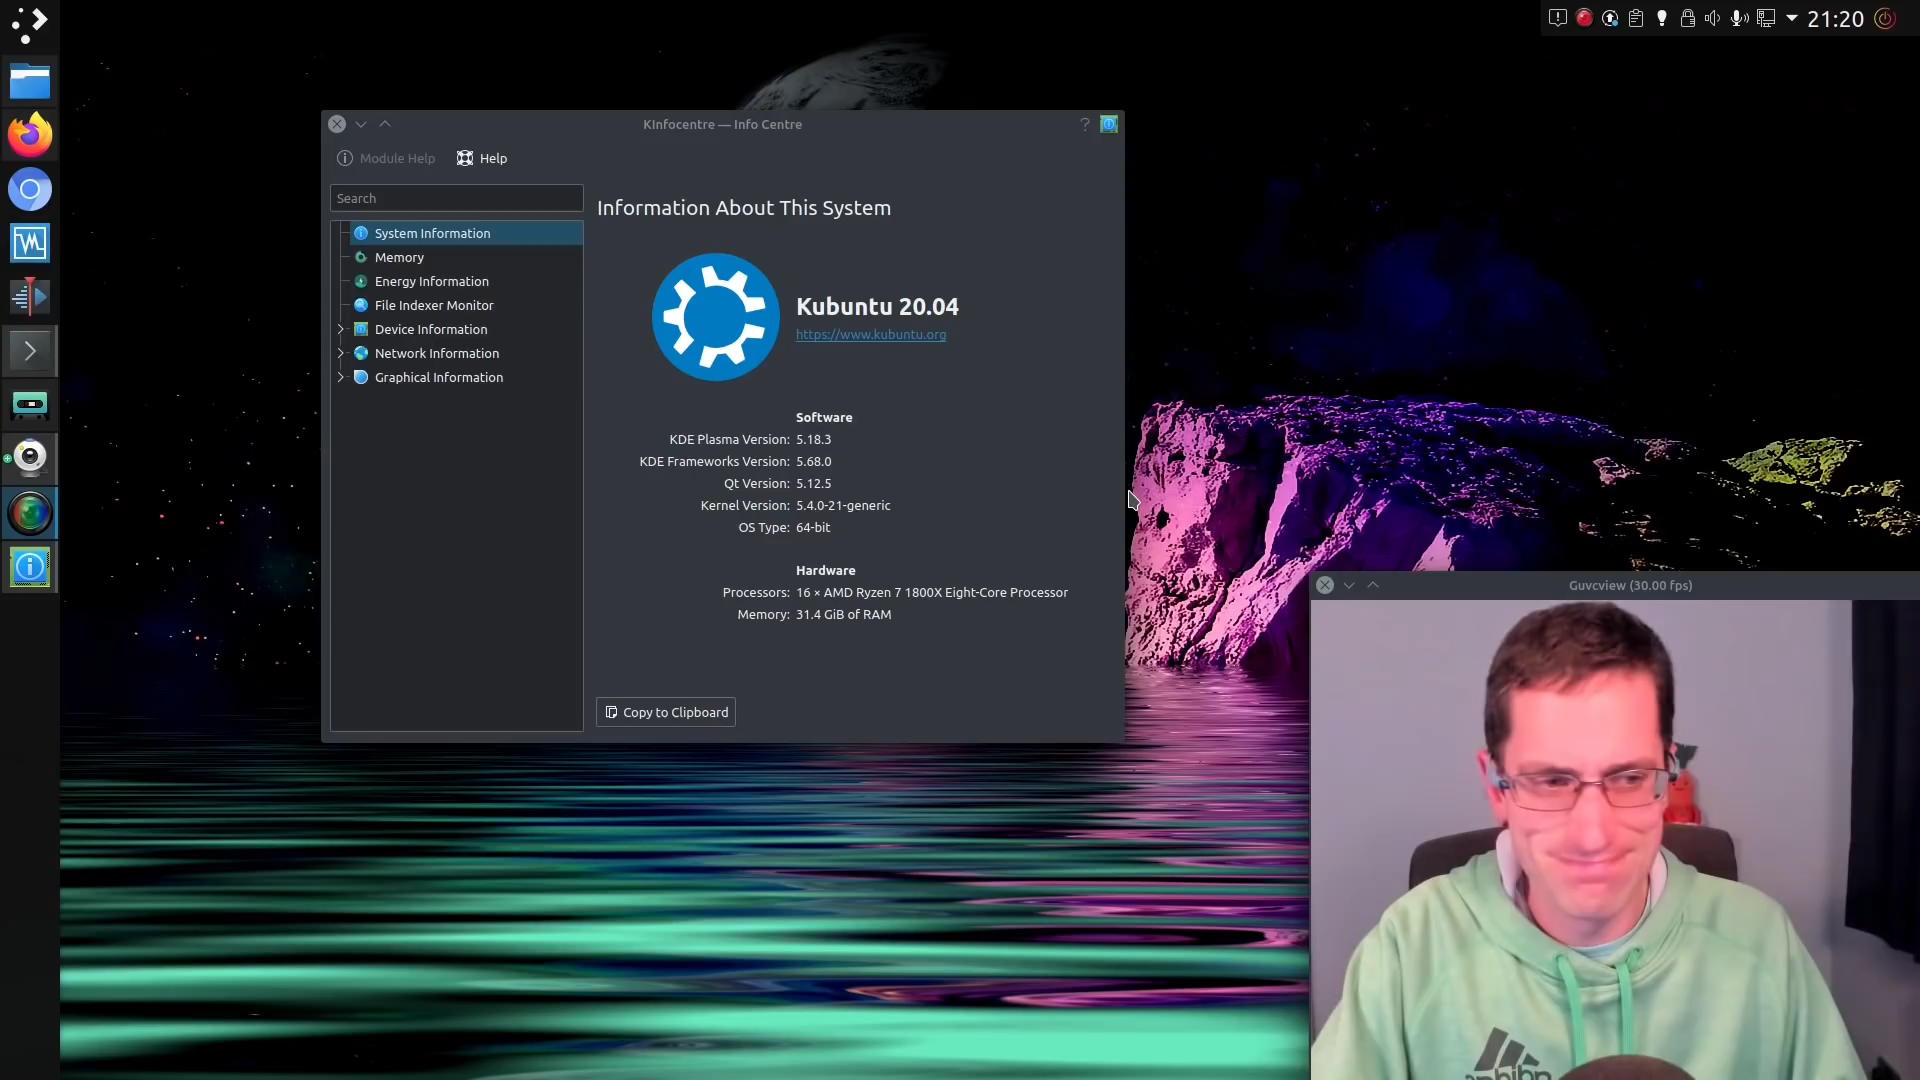 21:20
KInfocentre — Info Centre
?
Module Help
Help
Search
System Information
Memory
Energy Information
File Indexer Monitor
Device Information
Network Information
Graphical Information
Information About This System
Kubuntu 20.04
https://www.kubuntu.org
Software
KDE Plasma Version: 5.18.3
KDE Frameworks Version: 5.68.0
Qt Version: 5.12.5
Kernel Version: 5.4.0-21-generic
OS Type: 64-bit
Hardware
Processors: 16 × AMD Ryzen 7 1800X Eight-Core Processor
Memory: 31.4 GiB of RAM
Copy to Clipboard
Guvcview (30.00 fps)